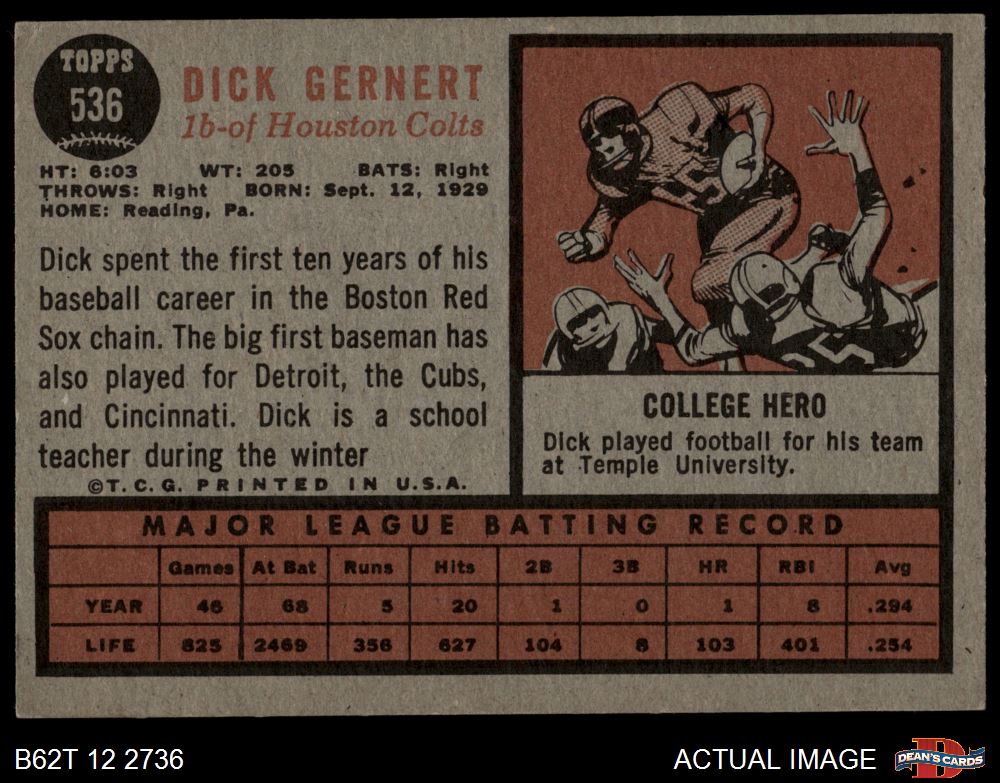 TOPPS
536
DICK GERNERT
1b-of Houston Colts
HT: 6:03 WT: 205 BATS: Right
THROWS: Right BORN: Sept. 12, 1929
HOME: Reading, Pa.
Dick spent the first ten years of his
baseball career in the Boston Red
Sox chain. The big first baseman has
also played for Detroit, the Cubs,
and Cincinnati. Dick is a school
teacher during the winter
©T. C. G. PRINTED IN U.S.A.
COLLEGE HERO
Dick played football for his team
at Temple University.
MAJOR LEAGUE BATTING RECORD
Games At Bat Runs Hits 2B 3B HR RBI Avg
YEAR 46 68 5 20 1 0 1 8 .294
LIFE 825 2469 356 627 104 8 103 401 .254
B62T 12 2736
ACTUAL IMAGE
D
DEAN'S CARDS